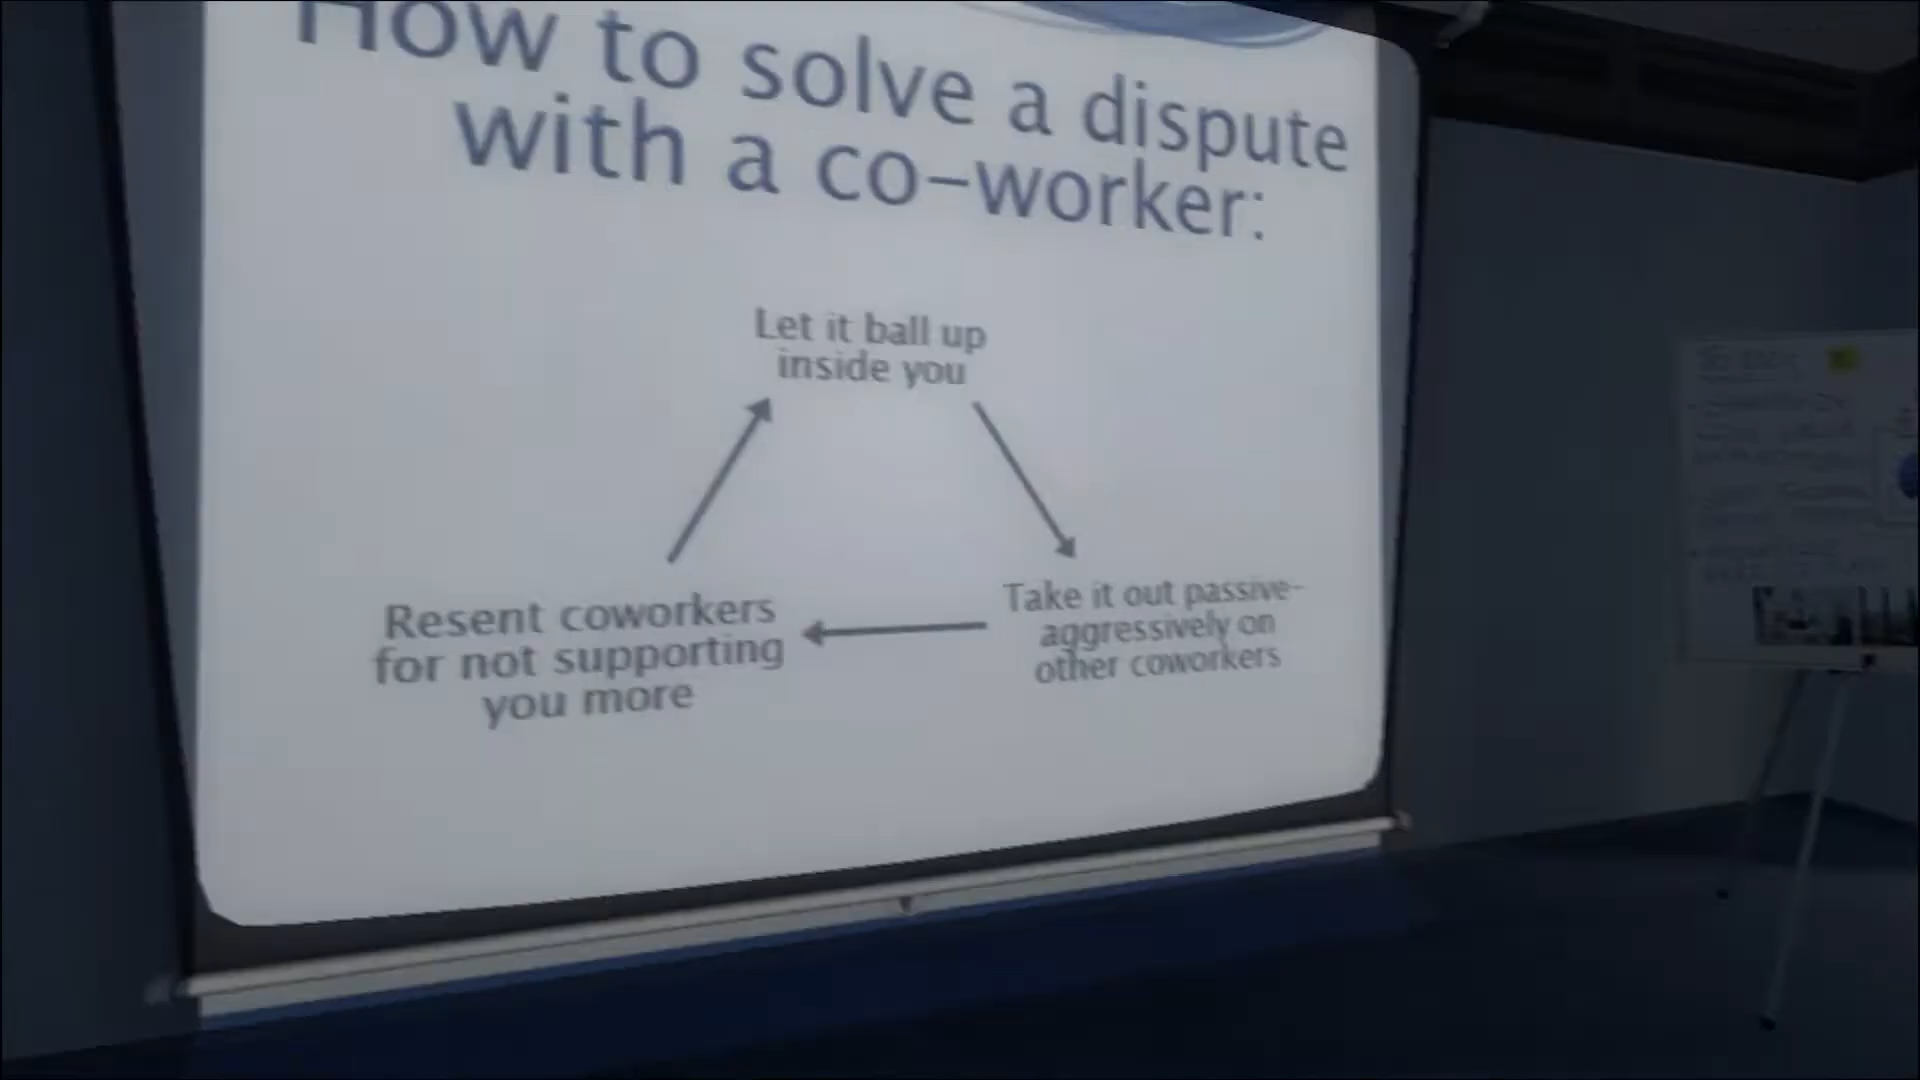 How to solve a dispute
with a co-worker:
Let it ball up
inside you
Take it out passive-
aggressively on
other coworkers
Resent coworkers
for not supporting
you more